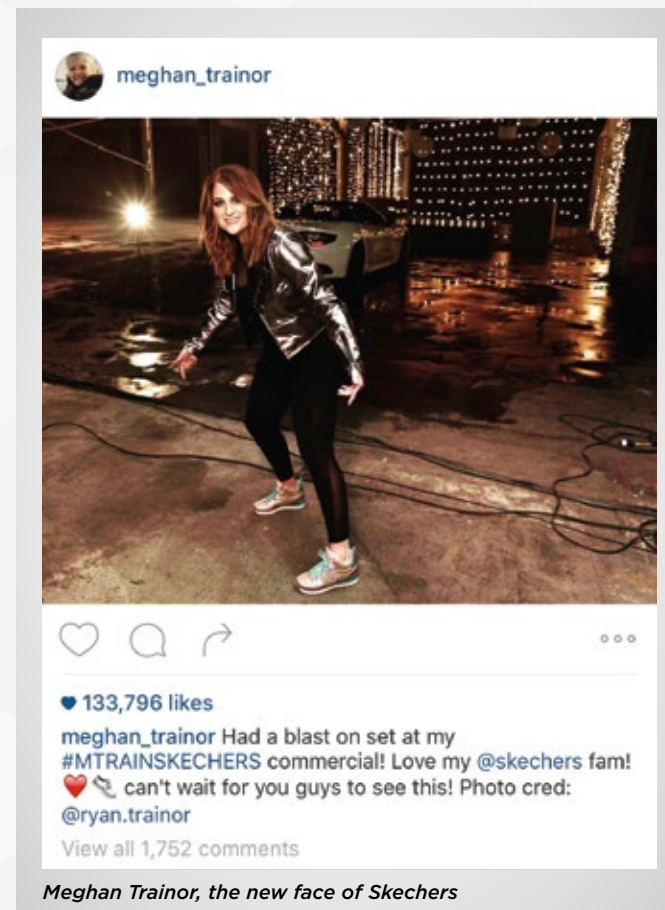 meghan_trainor
133,796 likes
meghan_trainor Had a blast on set at my
#MTRAINSKECHERS commercial! Love my @skechers fam!
❤️👟 can't wait for you guys to see this! Photo cred:
@ryan.trainor
View all 1,752 comments
Meghan Trainor, the new face of Skechers